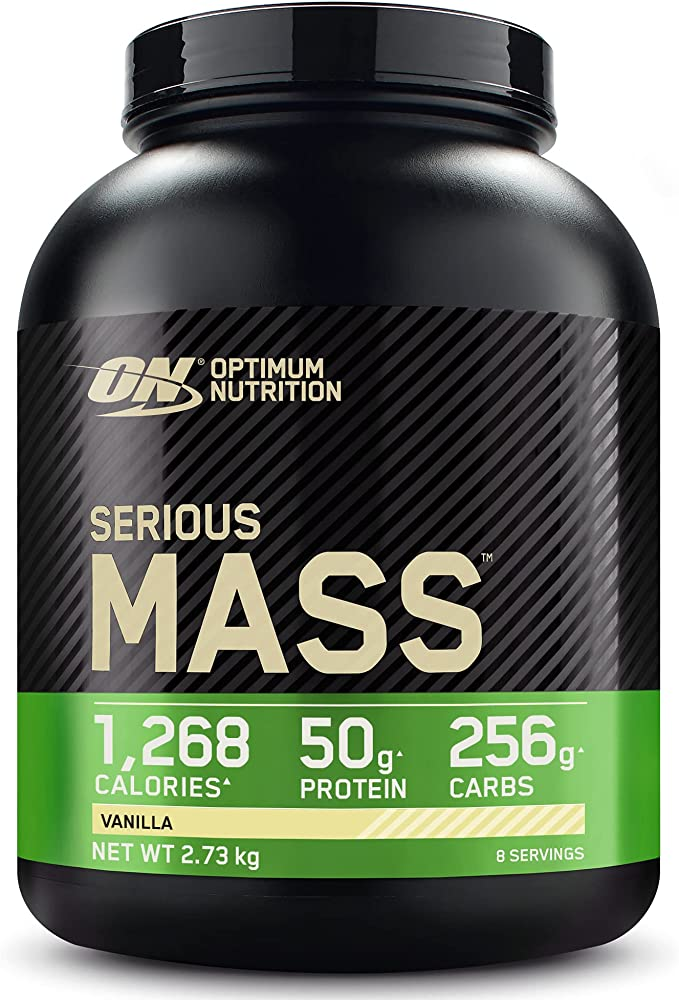 ON® OPTIMUM
NUTRITION
SERIOUS
MASS™
1,268 50g▲ 256g▲
CALORIES▲ PROTEIN CARBS
VANILLA
NET WT 2.73 kg 8 SERVINGS